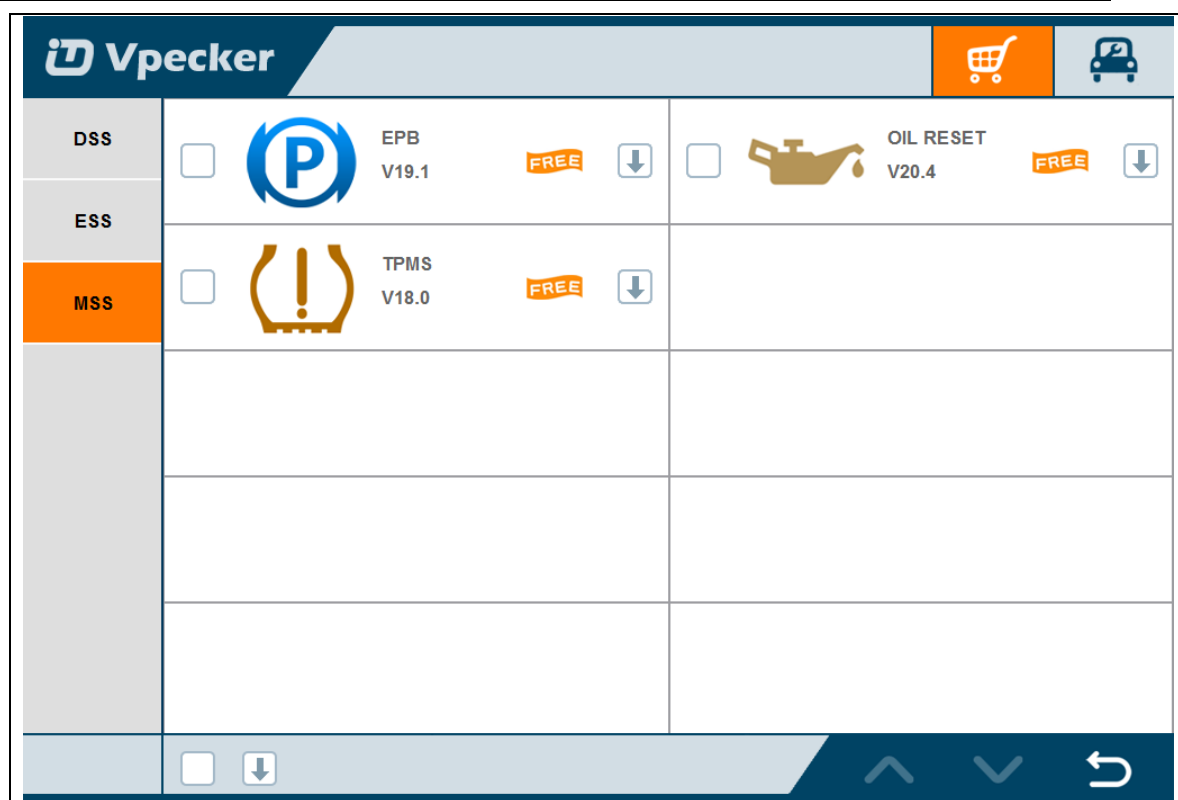 Vpecker
DSS
ESS
MSS
P
EPB
V19.1
FREE
OIL RESET
V20.4
FREE
TPMS
V18.0
FREE